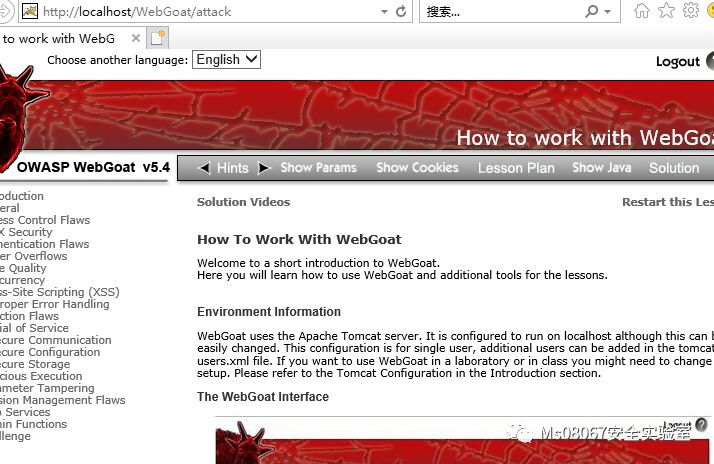 http://localhost/WebGoat/attack
搜索...
to work with WebG
Choose another language: English
Logout
How to work with WebGoa
OWASP WebGoat v5.4
Hints Show Params Show Cookies Lesson Plan Show Java Solution
Solution Videos
Restart this Les
How To Work With WebGoat
Welcome to a short introduction to WebGoat.
Here you will learn how to use WebGoat and additional tools for the lessons.
Environment Information
WebGoat uses the Apache Tomcat server. It is configured to run on localhost although this can b
easily changed. This configuration is for single user, additional users can be added in the tomcat
users.xml file. If you want to use WebGoat in a laboratory or in class you might need to change
setup. Please refer to the Tomcat Configuration in the Introduction section.
The WebGoat Interface
oduction
eral
ess Control Flaws
X Security
hentication Flaws
er Overflows
e Quality
currency
ss-Site Scripting (XSS)
roper Error Handling
ction Flaws
ial of Service
ecure Communication
ecure Configuration
ecure Storage
icious Execution
ameter Tampering
sion Management Flaws
Services
in Functions
llenge
Logout ?
Ms08067安全实验室